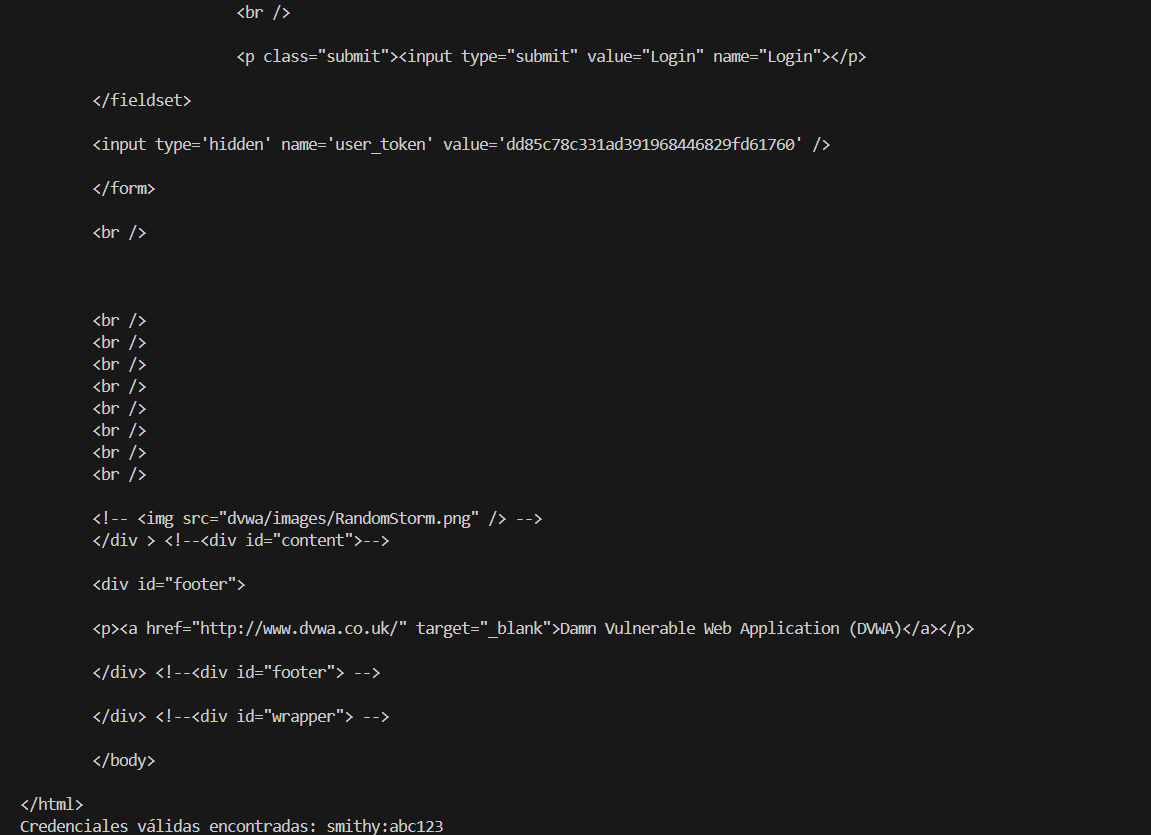 <br />
<p class="submit"><input type="submit" value="Login" name="Login"></p>
</fieldset>
<input type='hidden' name='user_token' value='dd85c78c331ad391968446829fd61760' />
</form>
<br />
<br />
<br />
<br />
<br />
<br />
<br />
<br />
<br />
<!-- <img src="dvwa/images/RandomStorm.png" /> -->
</div > <!--<div id="content">-->
<div id="footer">
<p><a href="http://www.dvwa.co.uk/" target="_blank">Damn Vulnerable Web Application (DVWA)</a></p>
</div> <!--<div id="footer"> -->
</div> <!--<div id="wrapper"> -->
</body>
</html>
Credenciales válidas encontradas: smithy:abc123